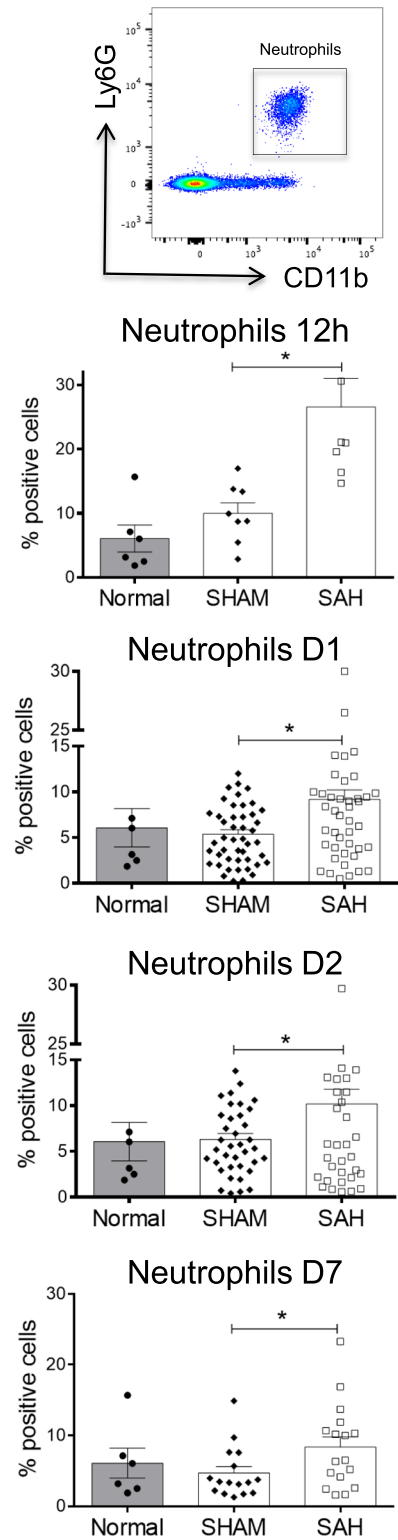 Ly6G
10⁵
Neutrophils
10⁴
10³
0
-10³
0 10³ 10⁴ 10⁵
CD11b
Neutrophils 12h
*
% positive cells
30
20
10
0
Normal SHAM SAH
Neutrophils D1
*
% positive cells
30
25
15
10
5
0
Normal SHAM SAH
Neutrophils D2
*
% positive cells
30
25
15
10
5
0
Normal SHAM SAH
Neutrophils D7
*
% positive cells
30
20
10
0
Normal SHAM SAH